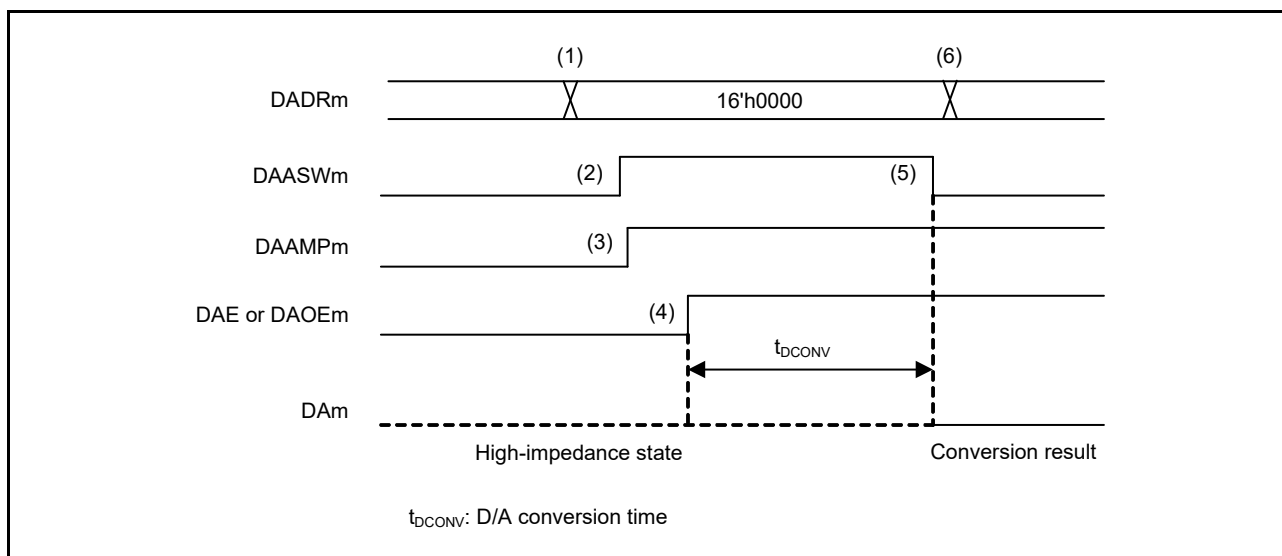 (1) (6)
DADRm 16'h0000
DAASWm (2) (5)
DAAMPm (3)
DAE or DAOEm (4)
tDCONV
DAm
High-impedance state Conversion result
tDCONV: D/A conversion time